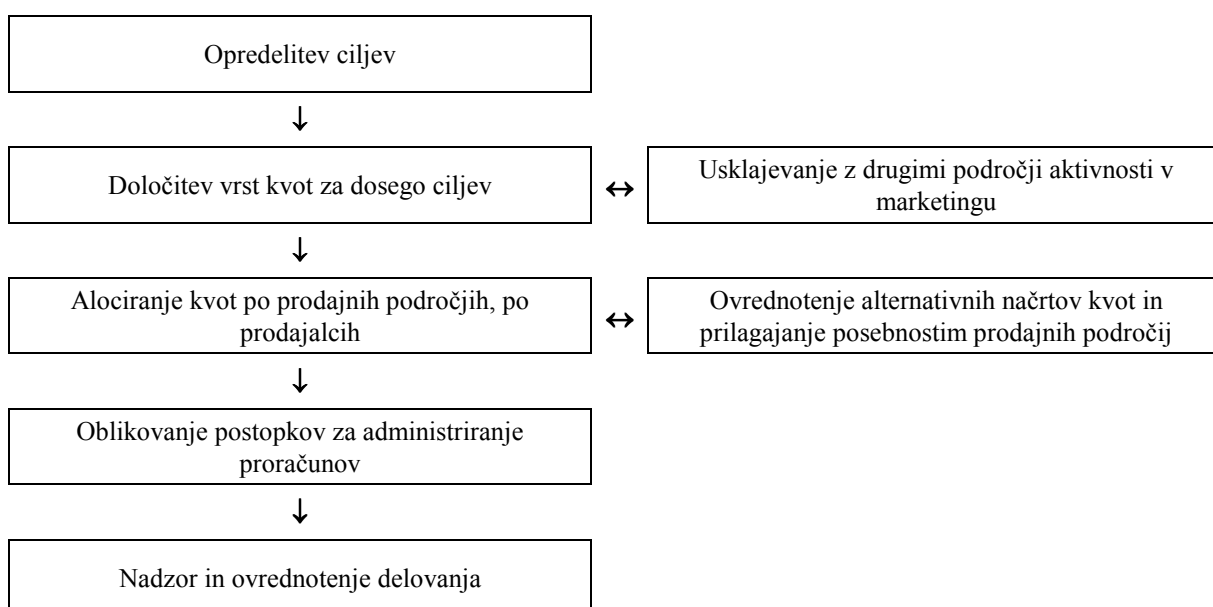 Opredelitev ciljev
↓
Določitev vrst kvot za dosego ciljev
↔
Usklajevanje z drugimi področji aktivnosti v
marketingu
↓
Alociranje kvot po prodajnih področjih, po
prodajalcih
↔
Ovrednotenje alternativnih načrtov kvot in
prilagajanje posebnostim prodajnih področij
↓
Oblikovanje postopkov za administriranje
proračunov
↓
Nadzor in ovrednotenje delovanja